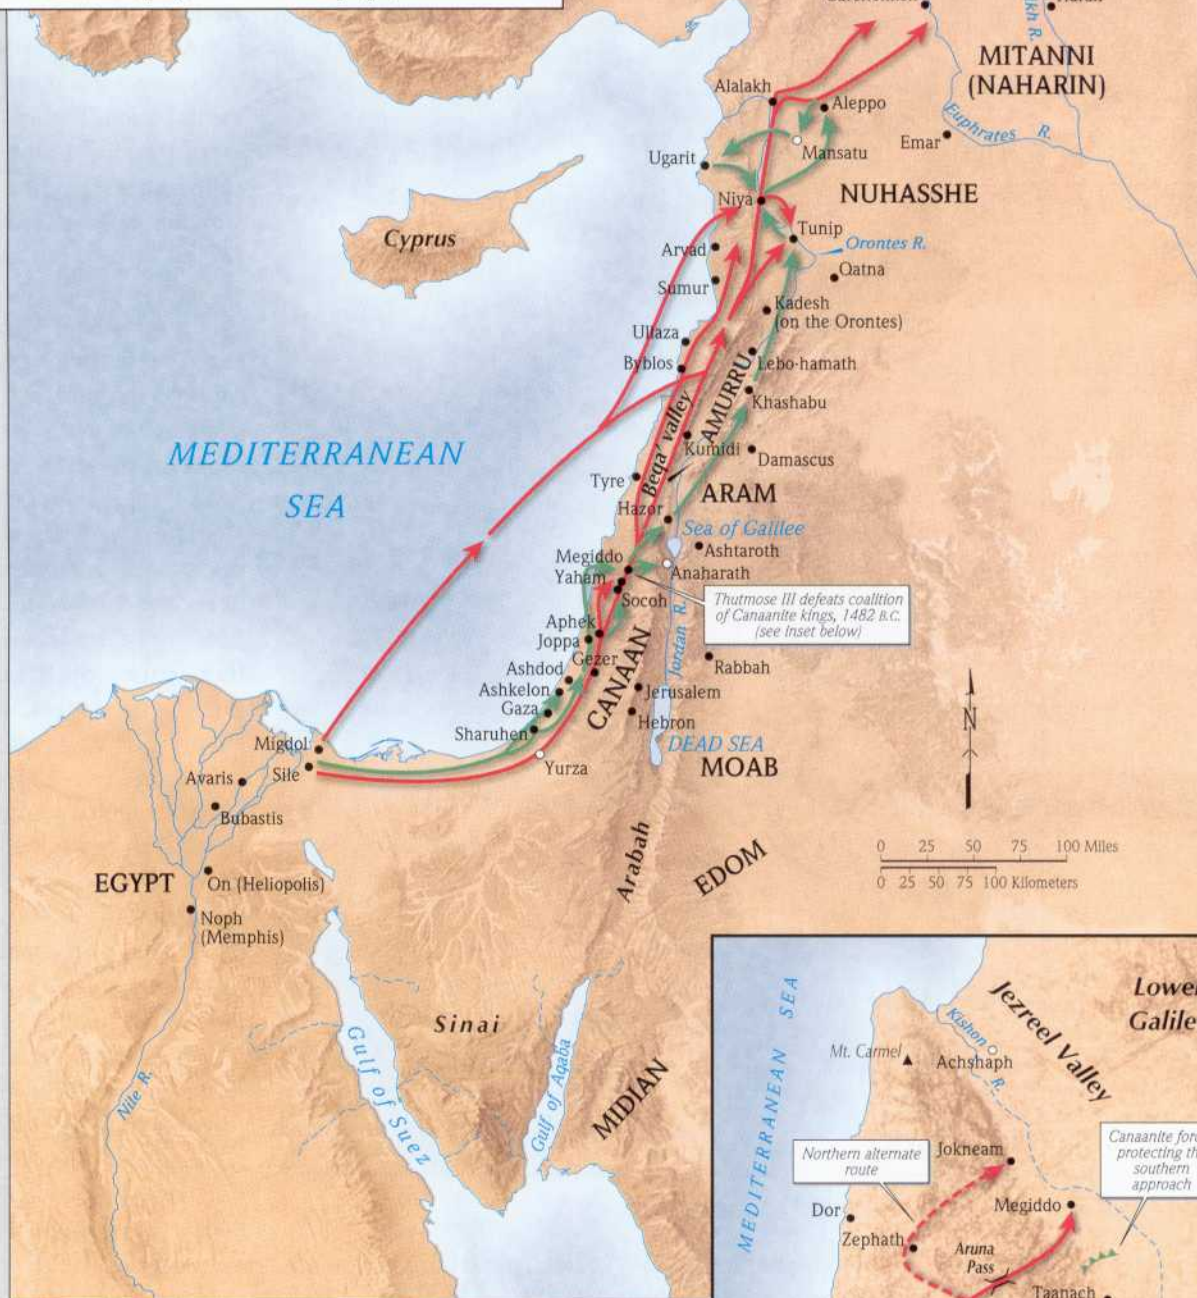 MITANNI
(NAHARIN)
Alalakh
Aleppo
Euphrates R.
Emar
Mansatu
Ugarit
NUHASSHE
Niya
Tunip
Orontes R.
Cyprus
Arvad
Qatna
Sumur
Kadesh
(on the Orontes)
Ullaza
Byblos
Lebo-hamath
AMURRU
Khashabu
Beqa' valley
Kumidi
Damascus
MEDITERRANEAN
SEA
Tyre
ARAM
Hazor
Sea of Galilee
Ashtaroth
Megiddo
Yaham
Anaharath
Socoh
Thutmose III defeats coalition
of Canaanite kings, 1482 B.C.
(see inset below)
Aphek
Joppa
Jordan R.
Gezer
Rabbah
Ashdod
CANAAN
Ashkelon
Jerusalem
Gaza
Hebron
Sharuhen
DEAD SEA
N
Migdol
Sile
Yurza
MOAB
Avaris
Bubastis
Arabah
EDOM
0 25 50 75 100 Miles
0 25 50 75 100 Kilometers
EGYPT
On (Heliopolis)
Noph
(Memphis)
Sinai
Nile R.
Gulf of Suez
Gulf of Aqaba
MIDIAN
MEDITERRANEAN SEA
Kishon R.
Jezreel Valley
Mt. Carmel
Achshaph
Northern alternate
route
Jokneam
protecting
southern
approach
Canaanite
Dor
Megiddo
Zephath
Aruna
Pass
Taanach